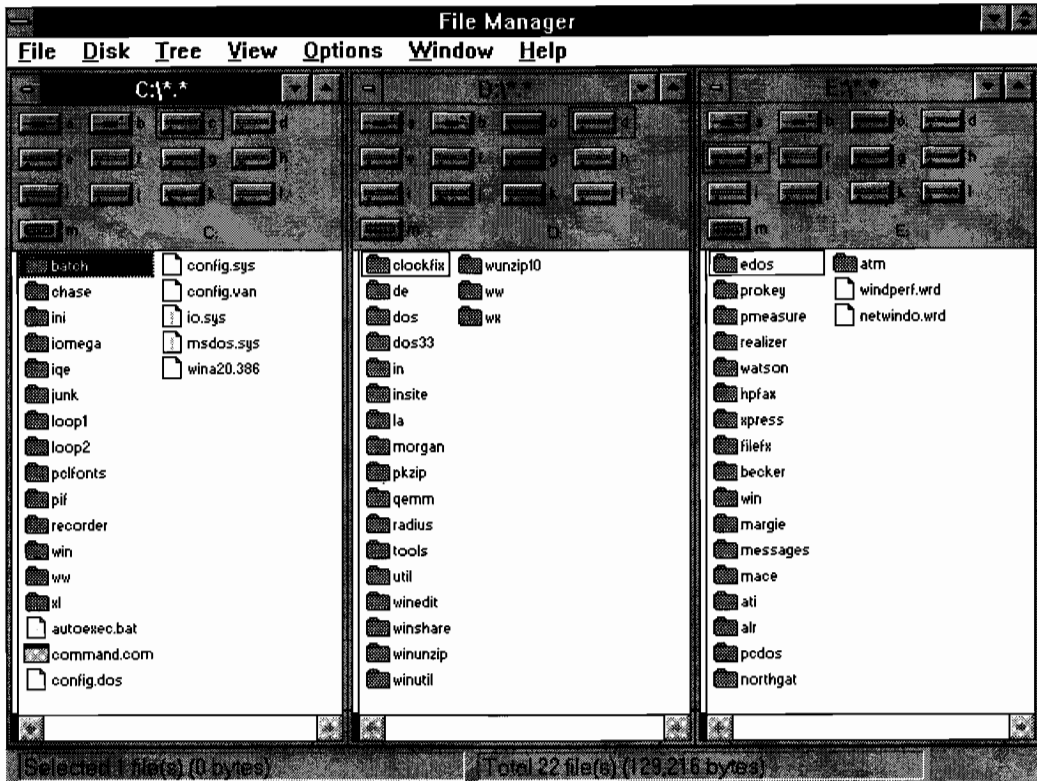 File Manager
File Disk Tree View Options Window Help
C:\*.*
a b c d
e f g h
i j k l
m C:
batch
chase
ini
iomega
iqe
junk
loop1
loop2
pclfonts
pif
recorder
win
ww
xl
autoexec.bat
command.com
config.dos
config.sys
config.van
io.sys
msdos.sys
wina20.386
D:\*.*
a b c d
e f g h
i j k l
m D:
clockfix
de
dos
dos33
in
insite
la
morgan
pkzip
qemm
radius
tools
util
winedit
winshare
winunzip
winutil
wunzip10
ww
wx
E:\*.*
a b c d
e f g h
i j k l
m E:
edos
prokey
pmeasure
realizer
watson
hpfax
xpress
filefx
becker
win
margie
messages
mace
ati
alr
pcdos
northgat
atm
windperf.wrd
netwindo.wrd
Selected 1 file(s) (0 bytes)
Total 22 file(s) (129,216 bytes)